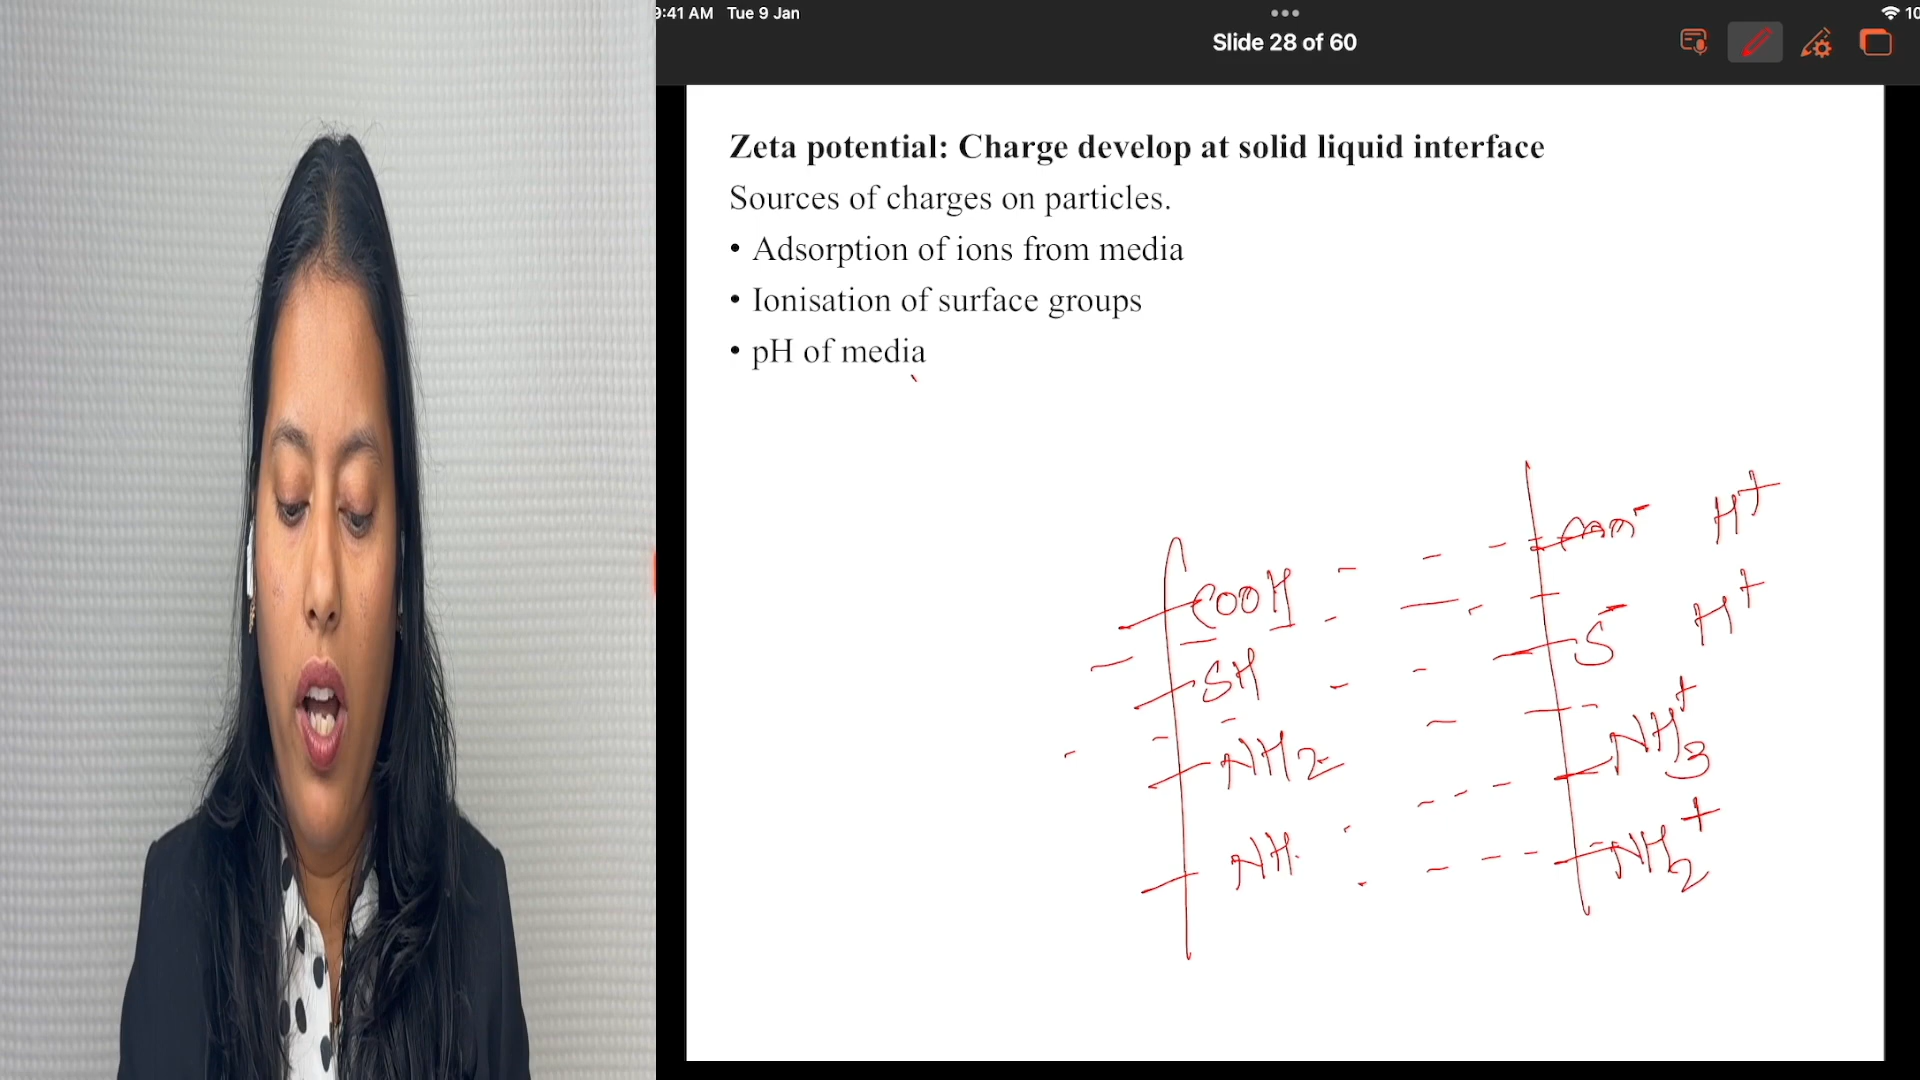 9:41 AM Tue 9 Jan
Slide 28 of 60
Zeta potential: Charge develop at solid liquid interface
Sources of charges on particles.
• Adsorption of ions from media
• Ionisation of surface groups
• pH of media
COOH
SH
NH2
NH
COO- H+
S- H+
NH3+
NH2+